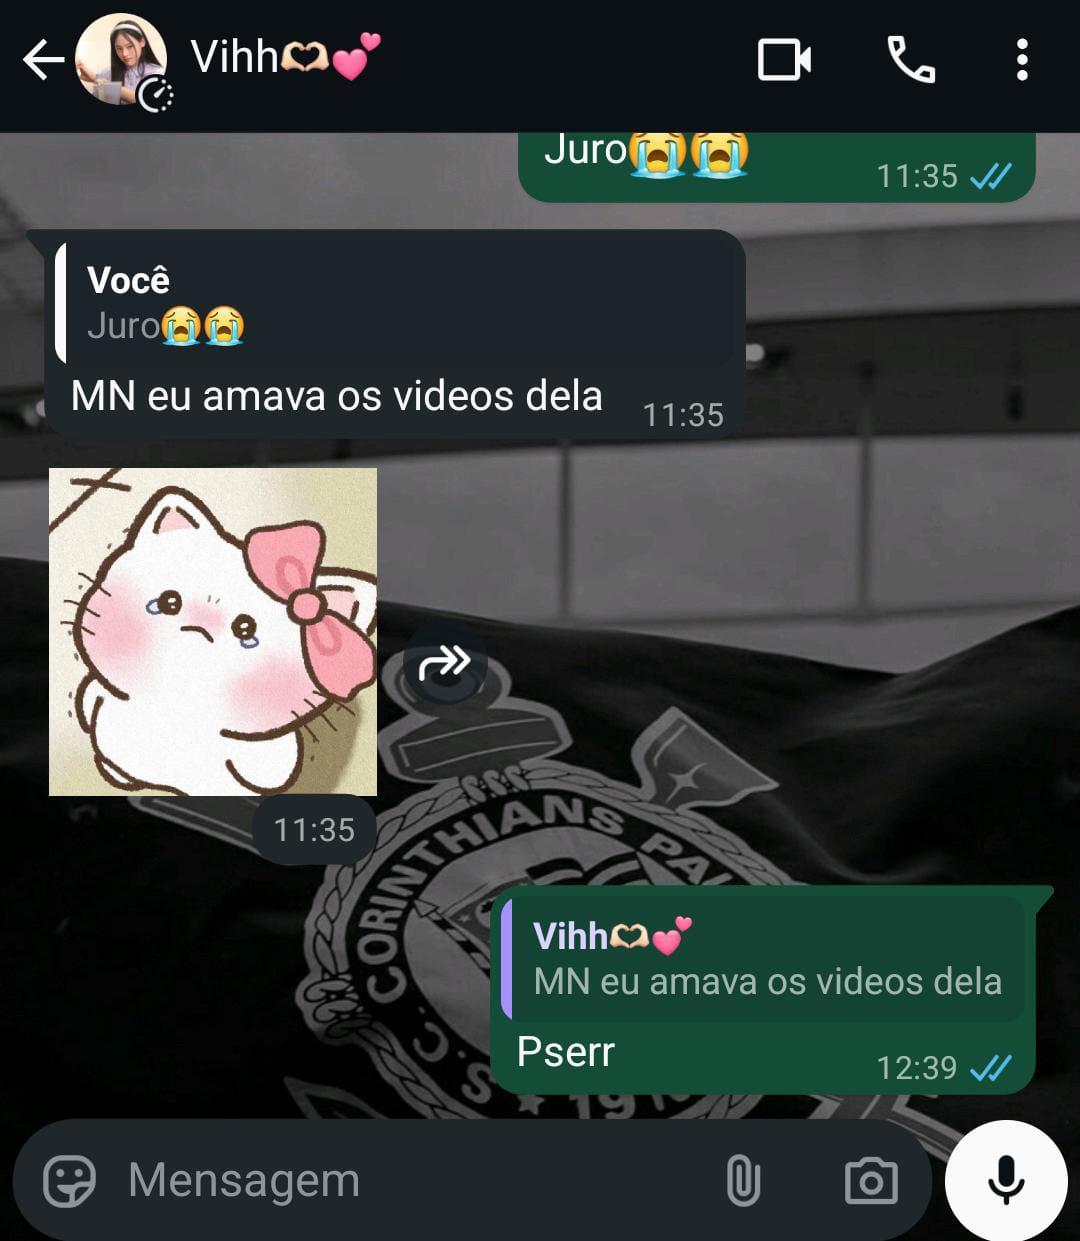 Vihh🫶🏻💕
Juro😭😭
11:35
Você
Juro😭😭
MN eu amava os videos dela
11:35
11:35
CORINTHIANS PAU
S.C.
191
Vihh🫶🏻💕
MN eu amava os videos dela
Pserr
12:39
Mensagem